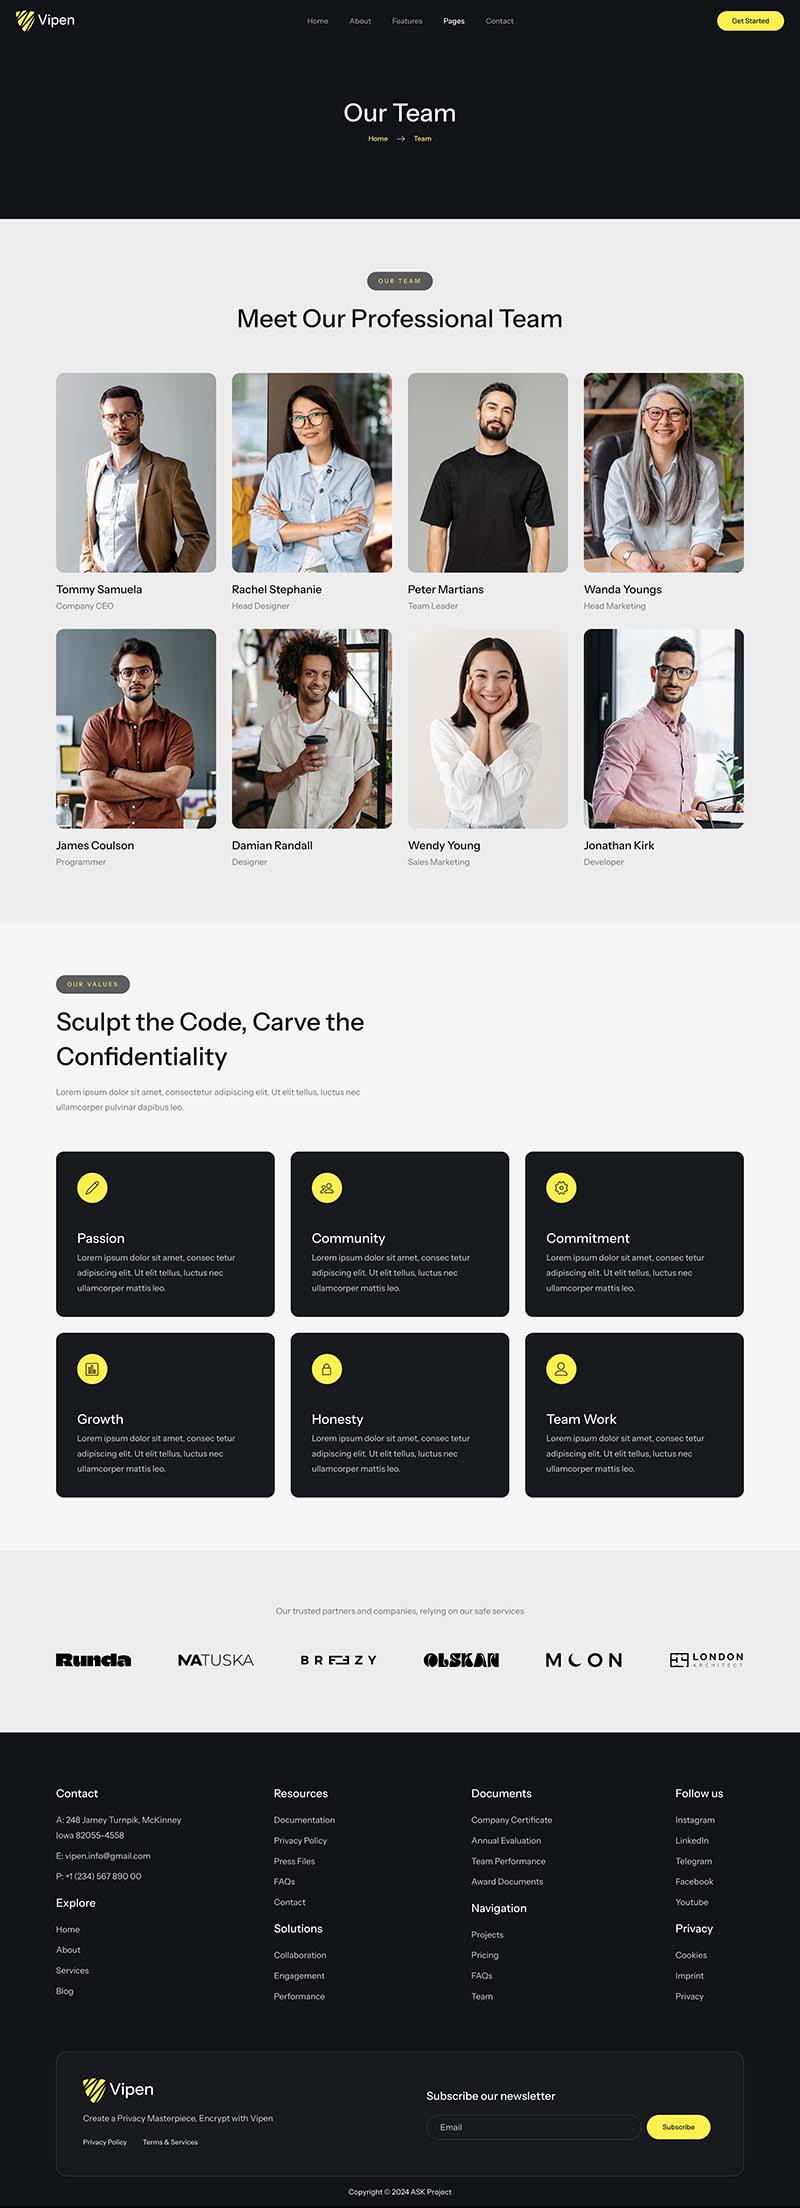 Vipen
Home
About
Features
Pages
Contact
Get Started
Our Team
Home
Team
OUR TEAM
Meet Our Professional Team
Tommy Samuela
Company CEO
Rachel Stephanie
Head Designer
Peter Martians
Team Leader
Wanda Youngs
Head Marketing
James Coulson
Programmer
Damian Randall
Designer
Wendy Young
Sales Marketing
Jonathan Kirk
Developer
OUR VALUES
Sculpt the Code, Carve the
Confidentiality
Lorem ipsum dolor sit amet, consectetur adipiscing elit. Ut elit tellus, luctus nec
ullamcorper pulvinar dapibus leo.
Passion
Lorem ipsum dolor sit amet, consec tetur
adipiscing elit. Ut elit tellus, luctus nec
ullamcorper mattis leo.
Community
Lorem ipsum dolor sit amet, consec tetur
adipiscing elit. Ut elit tellus, luctus nec
ullamcorper mattis leo.
Commitment
Lorem ipsum dolor sit amet, consec tetur
adipiscing elit. Ut elit tellus, luctus nec
ullamcorper mattis leo.
Growth
Lorem ipsum dolor sit amet, consec tetur
adipiscing elit. Ut elit tellus, luctus nec
ullamcorper mattis leo.
Honesty
Lorem ipsum dolor sit amet, consec tetur
adipiscing elit. Ut elit tellus, luctus nec
ullamcorper mattis leo.
Team Work
Lorem ipsum dolor sit amet, consec tetur
adipiscing elit. Ut elit tellus, luctus nec
ullamcorper mattis leo.
Our trusted partners and companies, relying on our safe services
Runda
NATUSKA
BREEZY
OLSKAN
MOON
LONDON
ARCHITECT
Contact
A: 248 Jamey Turnpik, McKinney
Iowa 82055-4558
E: vipen.info@gmail.com
P: +1 (234) 567 890 00
Explore
Home
About
Services
Blog
Resources
Documentation
Privacy Policy
Press Files
FAQs
Contact
Solutions
Collaboration
Engagement
Performance
Documents
Company Certificate
Annual Evaluation
Team Performance
Award Documents
Navigation
Projects
Pricing
FAQs
Team
Follow us
Instagram
LinkedIn
Telegram
Facebook
Youtube
Privacy
Cookies
Imprint
Privacy
Vipen
Create a Privacy Masterpiece, Encrypt with Vipen
Privacy Policy
Terms & Services
Subscribe our newsletter
Email
Subscribe
Copyright © 2024 ASK Project